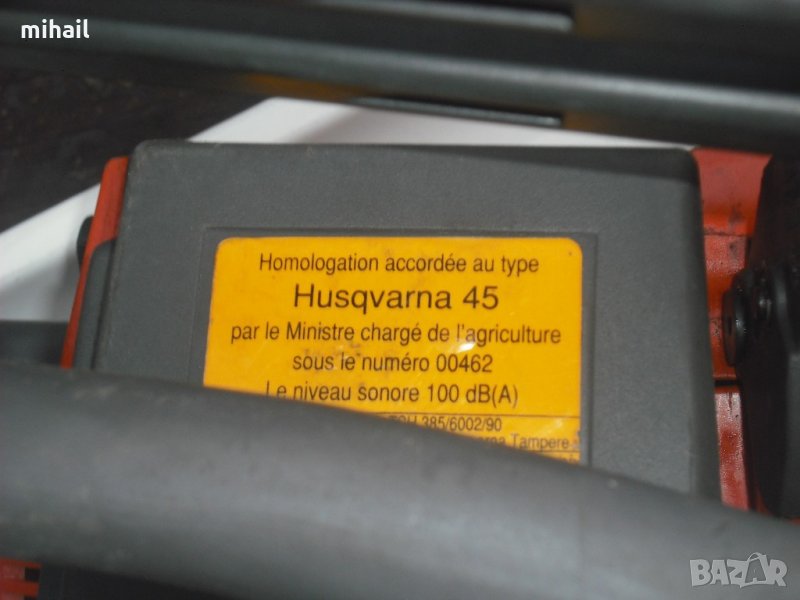 mihail
Homologation accordée au type
Husqvarna 45
par le Ministre chargé de l'agriculture
sous le numéro 00462
Le niveau sonore 100 dB(A)
385/6002/90
Tampere
BAZAR